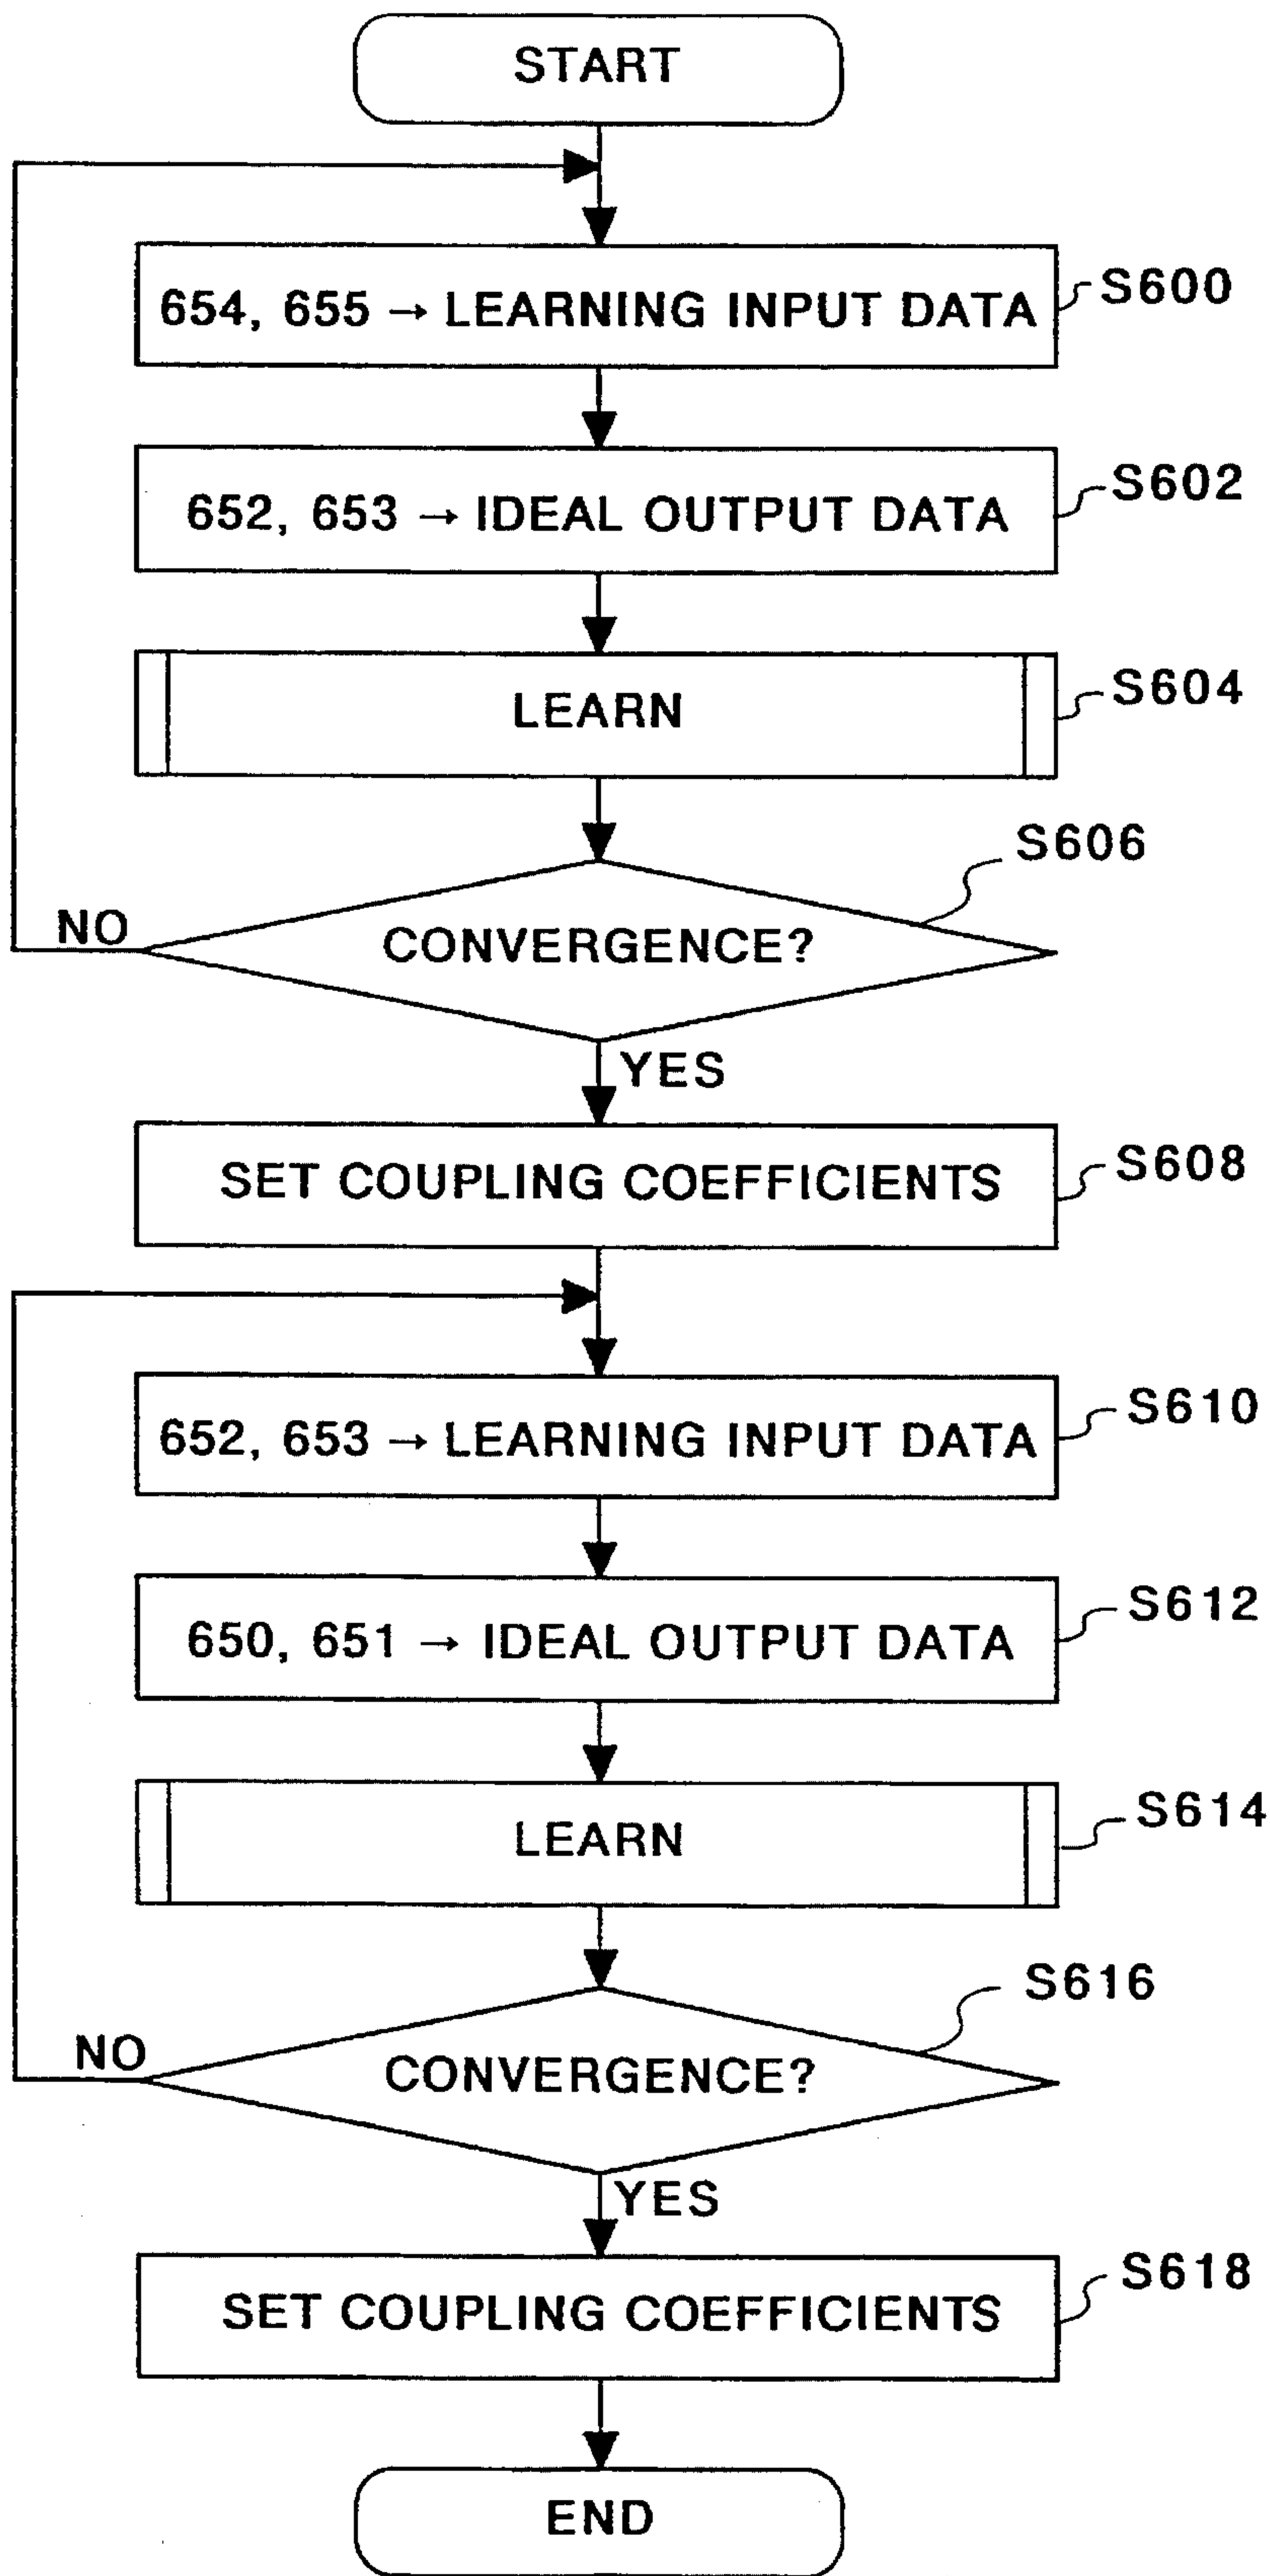 START
654, 655 → LEARNING INPUT DATA
S600
652, 653 → IDEAL OUTPUT DATA
S602
LEARN
S604
S606
NO
CONVERGENCE?
YES
SET COUPLING COEFFICIENTS
S608
652, 653 → LEARNING INPUT DATA
S610
650, 651 → IDEAL OUTPUT DATA
S612
LEARN
S614
S616
NO
CONVERGENCE?
YES
SET COUPLING COEFFICIENTS
S618
END